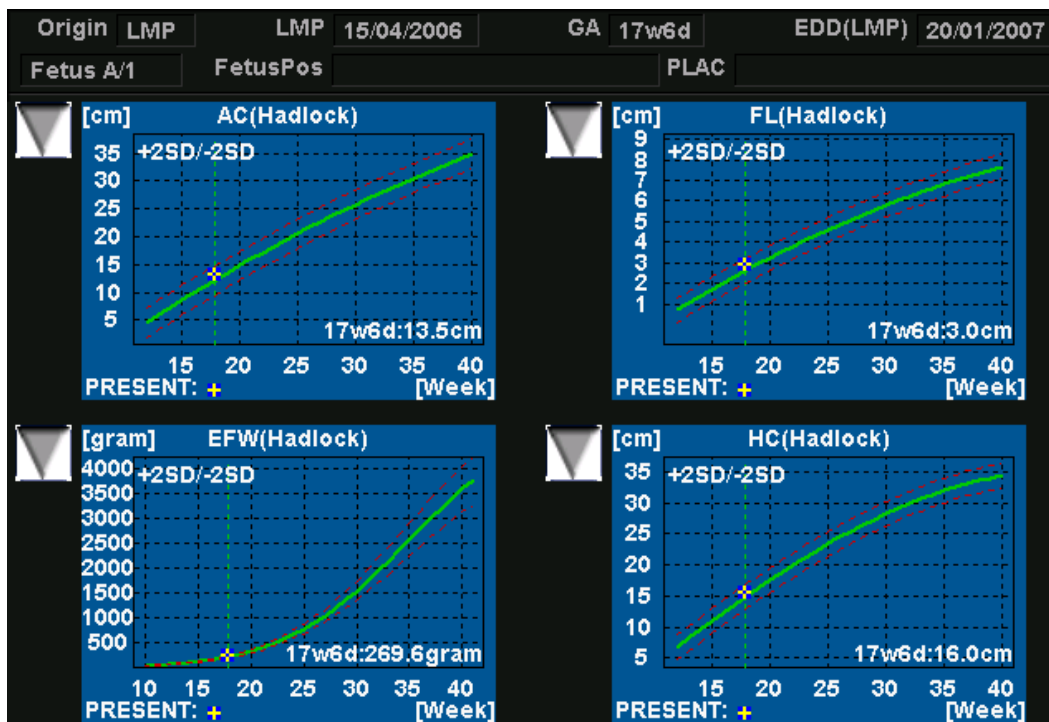 Origin LMP LMP 15/04/2006 GA 17w6d EDD(LMP) 20/01/2007
Fetus A/1 FetusPos PLAC
[cm] AC(Hadlock)
+2SD/-2SD
35
30
25
20
15
10
5
17w6d:13.5cm
15 20 25 30 35 40
PRESENT: [Week]
[cm] FL(Hadlock)
9
+2SD/-2SD
8
7
6
5
4
3
2
1
17w6d:3.0cm
15 20 25 30 35 40
PRESENT: [Week]
[gram] EFW(Hadlock)
4000
+2SD/-2SD
3500
3000
2500
2000
1500
1000
500
17w6d:269.6gram
10 15 20 25 30 35 40
PRESENT: [Week]
[cm] HC(Hadlock)
35
+2SD/-2SD
30
25
20
15
10
5
17w6d:16.0cm
15 20 25 30 35 40
PRESENT: [Week]